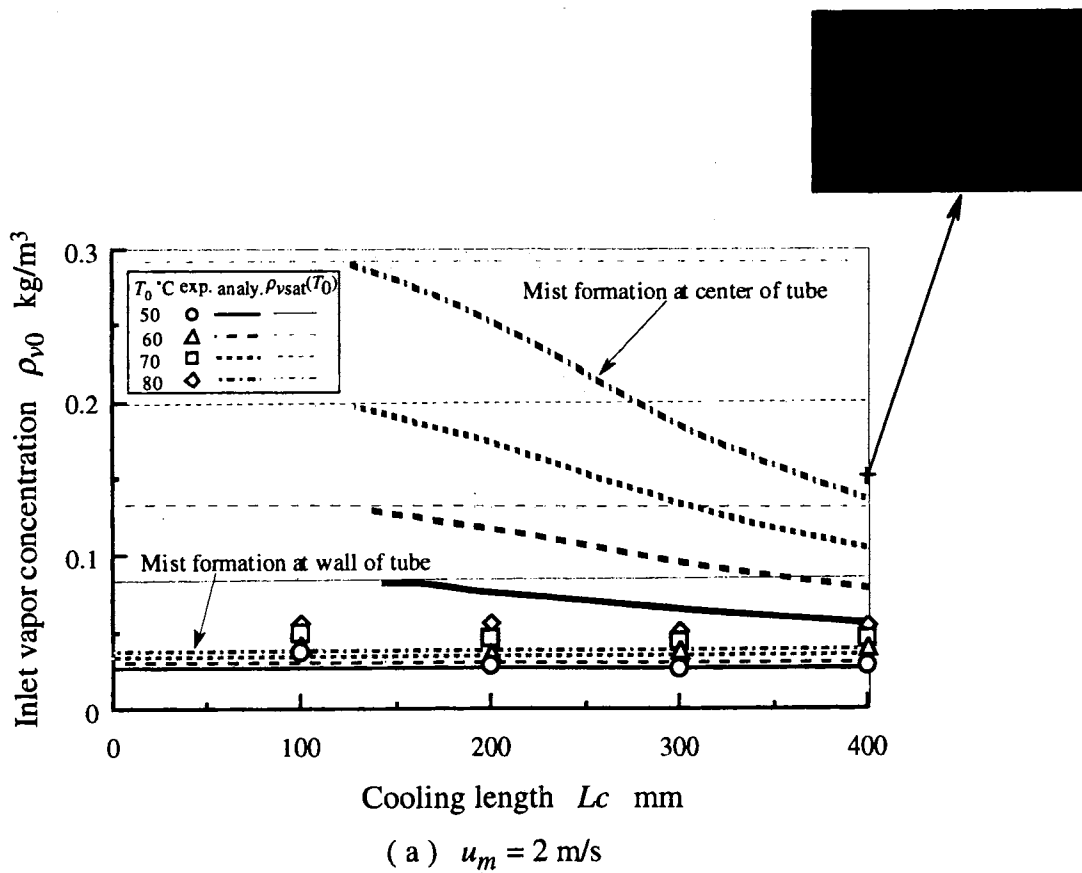 Inlet vapor concentration ρv0 kg/m³
0.3
0.2
0.1
0
T0 °C exp. analy. ρvsat(T0)
50
60
70
80
Mist formation at center of tube
Mist formation at wall of tube
0 100 200 300 400
Cooling length Lc mm
( a ) um = 2 m/s